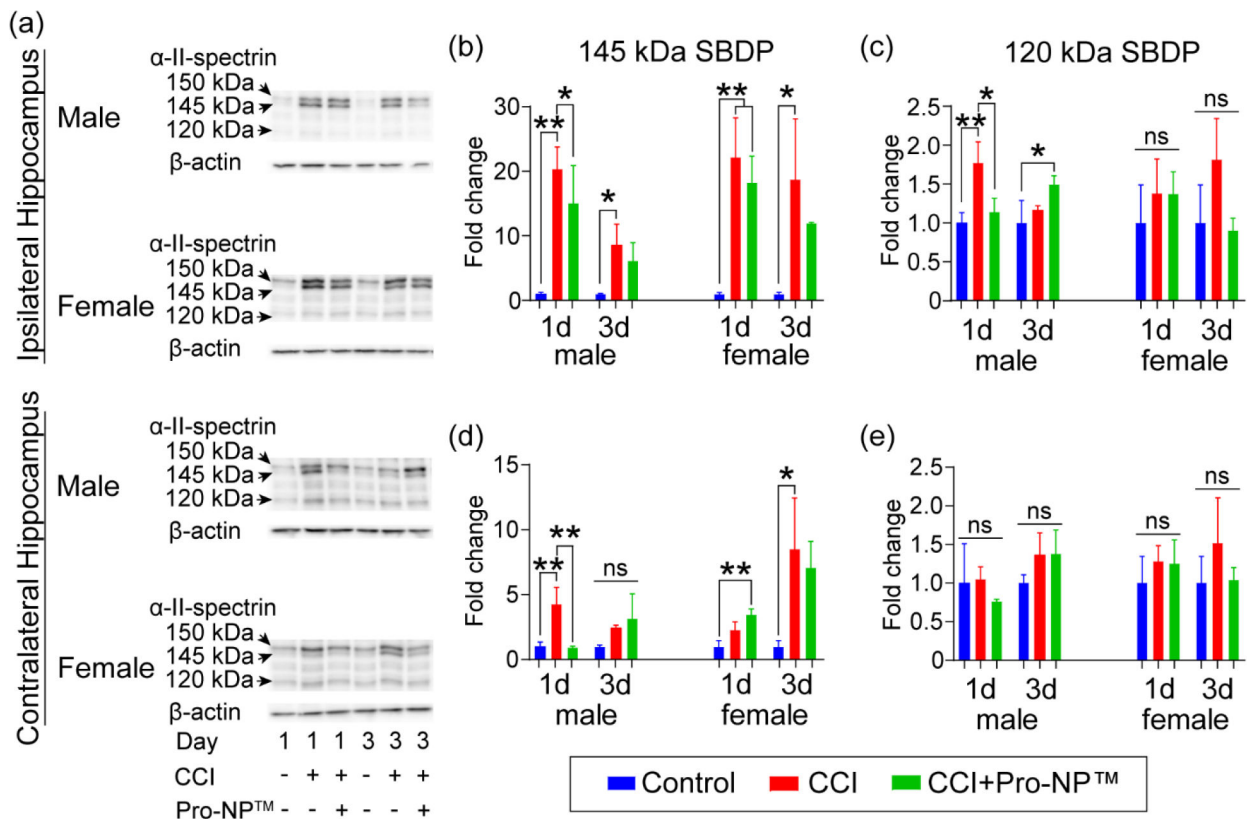 (a)
Ipsilateral Hippocampus
Male
α-II-spectrin
150 kDa
145 kDa
120 kDa
β-actin
Female
α-II-spectrin
150 kDa
145 kDa
120 kDa
β-actin
Contralateral Hippocampus
Male
α-II-spectrin
150 kDa
145 kDa
120 kDa
β-actin
Female
α-II-spectrin
150 kDa
145 kDa
120 kDa
β-actin
Day 1 1 1 3 3 3
CCI - + + - + +
Pro-NP™ - - + - - +
(b)
145 kDa SBDP
Fold change
30
20
10
0
** * * ** *
1d 3d 1d 3d
male female
(c)
120 kDa SBDP
Fold change
2.5
2.0
1.5
1.0
0.5
0
** * * ns ns
1d 3d 1d 3d
male female
(d)
Fold change
15
10
5
0
** ** ns ** *
1d 3d 1d 3d
male female
(e)
Fold change
2.5
2.0
1.5
1.0
0.5
0
ns ns ns ns
1d 3d 1d 3d
male female
Control CCI CCI+Pro-NP™